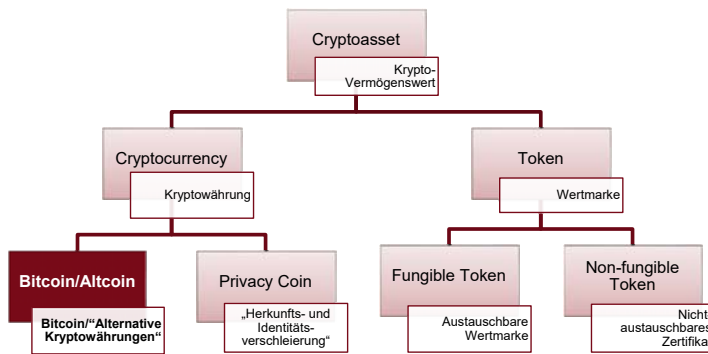 Cryptoasset
Krypto-
Vermögenswert
Cryptocurrency
Kryptowährung
Token
Wertmarke
Bitcoin/Altcoin
Bitcoin/“Alternative
Kryptowährungen“
Privacy Coin
„Herkunfts- und
Identitäts-
verschleierung“
Fungible Token
Austauschbare
Wertmarke
Non-fungible
Token
Nicht
austauschbares
Zertifika